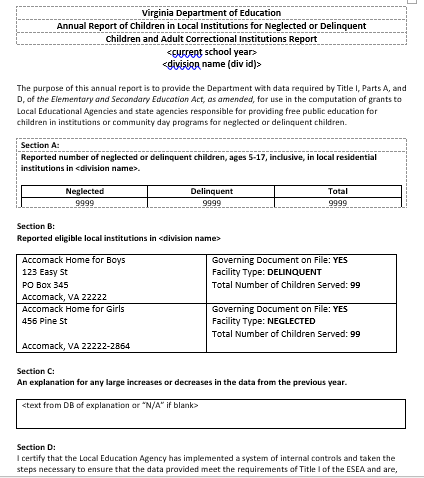 Virginia Department of Education
Annual Report of Children in Local Institutions for Neglected or Delinquent
Children and Adult Correctional Institutions Report
<current school year>
<division name (div id)>
The purpose of this annual report is to provide the Department with data required by Title I, Parts A, and
D, of the Elementary and Secondary Education Act, as amended, for use in the computation of grants to
Local Educational Agencies and state agencies responsible for providing free public education for
children in institutions or community day programs for neglected or delinquent children.
Section A:
Reported number of neglected or delinquent children, ages 5-17, inclusive, in local residential
institutions in <division name>.
Neglected Delinquent Total
9999 9999 9999
Section B:
Reported eligible local institutions in <division name>
Accomack Home for Boys Governing Document on File: YES
123 Easy St Facility Type: DELINQUENT
PO Box 345 Total Number of Children Served: 99
Accomack, VA 22222
Accomack Home for Girls Governing Document on File: YES
456 Pine St Facility Type: NEGLECTED
Total Number of Children Served: 99
Accomack, VA 22222-2864
Section C:
An explanation for any large increases or decreases in the data from the previous year.
<text from DB of explanation or "N/A" if blank>
Section D:
I certify that the Local Education Agency has implemented a system of internal controls and taken the
steps necessary to ensure that the data provided meet the requirements of Title I of the ESEA and are,